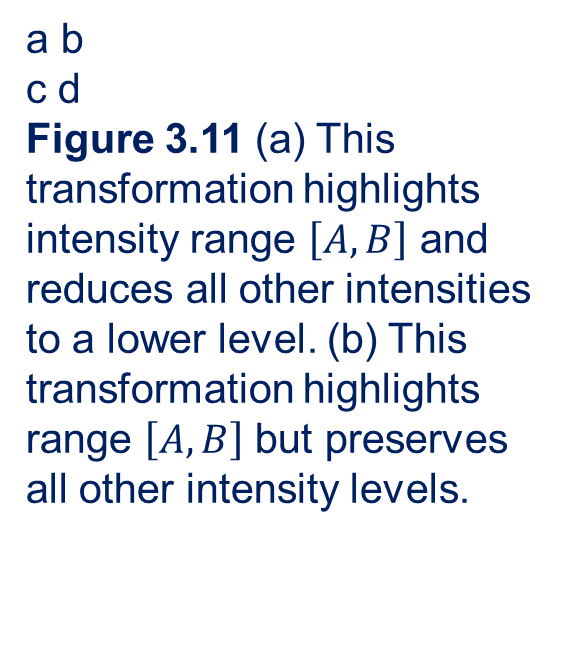 a b
c d
Figure 3.11 (a) This
transformation highlights
intensity range [A, B] and
reduces all other intensities
to a lower level. (b) This
transformation highlights
range [A, B] but preserves
all other intensity levels.